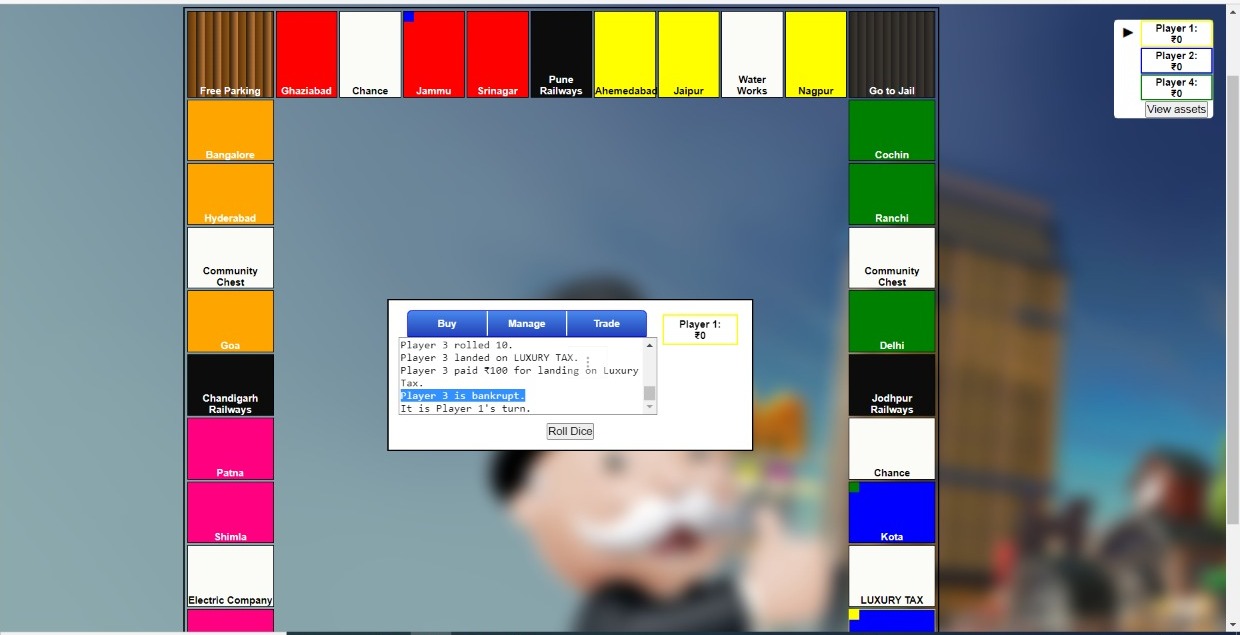 Free Parking
Ghaziabad
Chance
Jammu
Srinagar
Pune
Railways
Ahemedabad
Jaipur
Water
Works
Nagpur
Go to Jail
Player 1:
₹0
Player 2:
₹0
Player 4:
₹0
View assets
Bangalore
Cochin
Hyderabad
Ranchi
Community
Chest
Community
Chest
Goa
Delhi
Chandigarh
Railways
Jodhpur
Railways
Patna
Chance
Shimla
Kota
Electric Company
LUXURY TAX
Buy
Manage
Trade
Player 1:
₹0
Player 3 rolled 10.
Player 3 landed on LUXURY TAX.
Player 3 paid ₹100 for landing on Luxury
Tax.
Player 3 is bankrupt.
It is Player 1's turn.
Roll Dice